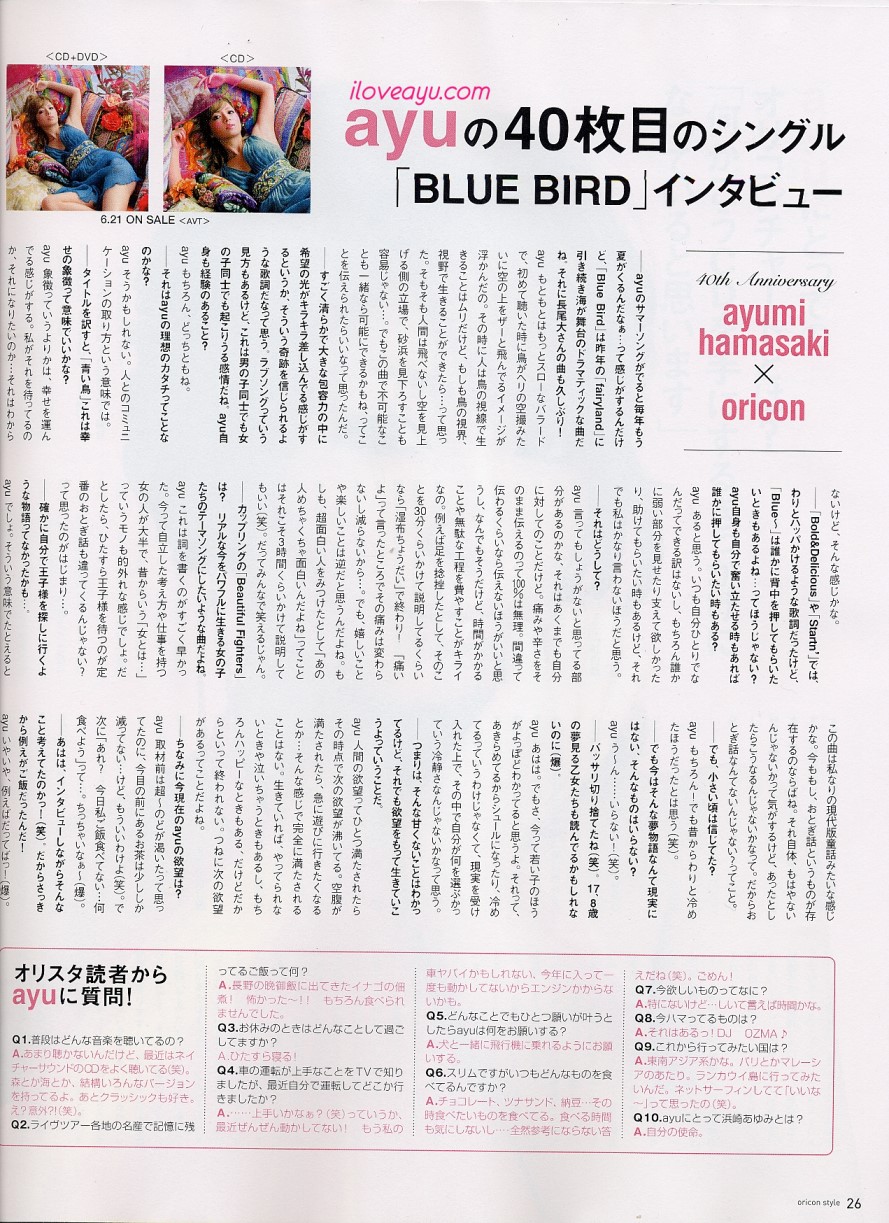 <CD+DVD>
<CD>
6.21 ON SALE <AVT>
iloveayu.com
ayuの40枚目のシングル
「BLUE BIRD」インタビュー
40th Anniversary
ayumi
hamasaki
×
oricon
──ayuのサマーソングがでると毎年もう
夏がくるんだなぁ…って感じがするんだけ
ど、「Blue Bird」は昨年の「fairyland」に
引き続き海が舞台のドラマティックな曲だ
ね。それに長尾大さんの曲も久しぶり！
ayu もともとはもっとスローなバラード
で、初めて聴いた時に鳥がヘリの空撮みた
いに空の上をザーと飛んでるイメージが
浮かんだの。その時に人は鳥の視線で生
きることはムリだけど、もしも鳥の視界、
視野で生きることができたら…って思っ
た。そもそも人間は飛べないし空を見上
げる側の立場で、砂浜を見下ろすことも
容易じゃない…。でもこの曲で不可能なこ
とも一緒なら可能にできるかもね、ってこ
とを伝えられたらいいなって思ったんだ。
──すごく清らかで大きな包容力の中に
希望の光がキラキラ差し込んでる感じがす
るというか、そういう奇跡を信じられるよ
うな歌詞だなって思う。ラブソングっていう
見方もあるけど、これは男の子同士でも女
の子同士でも起こりうる感情だね。ayu自
身も経験のあること？
ayu もちろん、どっちともね。
──それはayuの理想のカタチってことな
のかな？
ayu そうかもしれない。人とのコミュニ
ケーションの取り方という意味では。
──タイトルを訳すと、「青い鳥」これは幸
せの象徴って意味でいいかな？
ayu 象徴っていうよりかは、幸せを運ん
でる感じがする。私がそれを待ってるの
か、それになりたいのか…それはわから
ないけど、そんな感じかな。
──「Bold&Delicious」や「Startin'」では、
わりとハッパかけるような歌詞だったけど、
「Blue～」は誰かに背中を押してもらいた
いときもあるよね…ってほうじゃない？
ayu自身も自分で奮い立たせる時もあれば
誰かに押してもらいたい時もある？
ayu あると思う。いつも自分ひとりでな
んだってできる訳はないし、もちろん誰か
に弱い部分を見せたり支えて欲しかった
り、助けてもらいたい時もあるけど、それ
でも私はかなり言わないほうだと思う。
──それはどうして？
ayu 言ってもしょうがないと思ってる部
分があるのかな、それはあくまでも自分
に対してのことだけど。痛みや辛さをそ
のまま伝えるのって100%は無理。間違って
伝わるくらいなら伝えないほうがいいと思
うし、なんでもそうだけど、時間がかかる
ことや無駄な工程を費やすことがキライ
なの。例えば足を捻挫したとして、そのこ
とを30分くらいかけて説明してるくらい
なら「湿布ちょうだい」で終わり！「痛い
よ」って言ったところでその痛みは変わら
ないし減らないから…。でも、嬉しいこと
や楽しいことは逆だと思うんだよね。も
しも、超面白い人をみつけたとして「あの
人めちゃくちゃ面白いんだよね」ってこと
はそれこそ3時間くらいかけて説明して
もいい（笑）。だってみんなで笑えるじゃん。
──カップリングの「Beautiful Fighters」
は？ リアルな今をパワフルに生きる女の子
たちのテーマソングにしたいような曲だよね。
ayu これは詞を書くのがすごく早かっ
た。今って自立した考え方や仕事を持つ
女の人が大半で、昔からいう「女とは…」
っていうモノも的外れな感じでしょ。だ
としたら、ひたすら王子様を待つのが定
番のおとぎ話も違ってくるんじゃない？
って思ったのがはじまり…。
──確かに自分で王子様を探しに行くよ
うな物語ってなかったかも…。
ayu でしょ。そういう意味でたとえると
この曲は私なりの現代版童話みたいな感じ
かな。今ももし、おとぎ話というものが存
在するのならばね。それ自体、もはやない
んじゃないかって気がするけど、あったとし
たらこうなるんじゃないかなって。だからお
とぎ話なんてないんじゃない？ってこと。
──でも、小さい頃は信じてた？
ayu もちろん！でも昔からわりと冷め
たほうだったとは思う（笑）。
──でも今はそんな夢物語なんて現実に
はない、そんなものはいらない？
ayu う～ん……いらない！（笑）。
──バッサリ切り捨てたね（笑）。17、8歳
の夢見る乙女たちも読んでるかもしれな
いのに（爆）。
ayu あはは。でもさ、今って若い子のほう
がよっぽどわかってると思うよ。それって、
あきらめてるからシュールになったり、冷め
てるっていうわけじゃなくて、現実を受け
入れた上で、その中で自分が何を選ぶかっ
ていう冷静さなんじゃないかなって思う。
──つまりは、そんな甘くないことはわかっ
てるけど、それでも欲望をもって生きていこ
うよっていうことだ。
ayu 人間の欲望ってひとつ満たされたら
その時点で次の欲望が沸いてる。空腹が
満たされたら、急に遊びに行きたくなる
とか…そんな感じで完全に満たされる
ことはない。生きていれば、やってられな
いときや泣いちゃうときもあるし、もち
ろんハッピーなときもある。だけどだか
らといって終われない。つねに次の欲望
があるってことだよね。
──ちなみに今現在のayuの欲望は？
ayu 取材前は超～のどが渇いたって思っ
てたのに、今目の前にあるお茶は少ししか
減ってない…けど、もういいわけよ（笑）。で
次に「あれ？ 今日私ご飯食べてない…何
食べよう」って。ちっちゃいなぁ～（爆）。
──あはは。インタビューしながらそんな
こと考えてたのかっ！（笑）。だからさっき
から例えがご飯だったんだ！
ayu いやいや、例えばだってばっ！（爆）。
オリスタ読者から
ayuに質問！
Q1.普段はどんな音楽を聴いてるの？
A.あまり聴かないんだけど、最近はネイ
チャーサウンドのCDをよく聴いてる（笑）。
森とか海とか、結構いろんなバージョン
を持ってるよ。あとクラッシックも好き。
え？意外？！（笑）。
Q2.ライヴツアー各地の名産で記憶に残
ってるご飯って何？
A.長野の晩御飯に出てきたイナゴの佃
煮！ 怖かった～！！ もちろん食べられ
ませんでした。
Q3.お休みのときはどんなことして過ご
してますか？
A.ひたすら寝る！
Q4.車の運転が上手なことをTVで知り
ましたが、最近自分で運転してどこか行
きましたか？
A.……上手いかなぁ？（笑）っていうか、
最近ぜんぜん動かしてない！ もう私の
車ヤバイかもしれない、今年に入って一
度も動かしてないからエンジンかからな
いかも。
Q5.どんなことでもひとつ願いが叶うと
したらayuは何をお願いする？
A.犬と一緒に飛行機に乗れるようにお願
いする。
Q6.スリムですがいつもどんなものを食
べてるんですか？
A.チョコレート、ツナサンド、納豆…その
時食べたいものを食べてる。食べる時間
も気にしないし…全然参考にならない答
えだね（笑）。ごめん！
Q7.今欲しいものってなに？
A.特にないけど…しいて言えば時間かな。
Q8.今ハマってるものは？
A.それはあるっ！DJ OZMA♪
Q9.これから行ってみたい国は？
A.東南アジア系かな。バリとかマレーシ
アのあたり。ランカウイ島に行ってみた
いんだ。ネットサーフィンしてて「いいな
～」って思ったの（笑）。
Q10.ayuにとって浜崎あゆみとは？
A.自分の使命。
oricon style 26